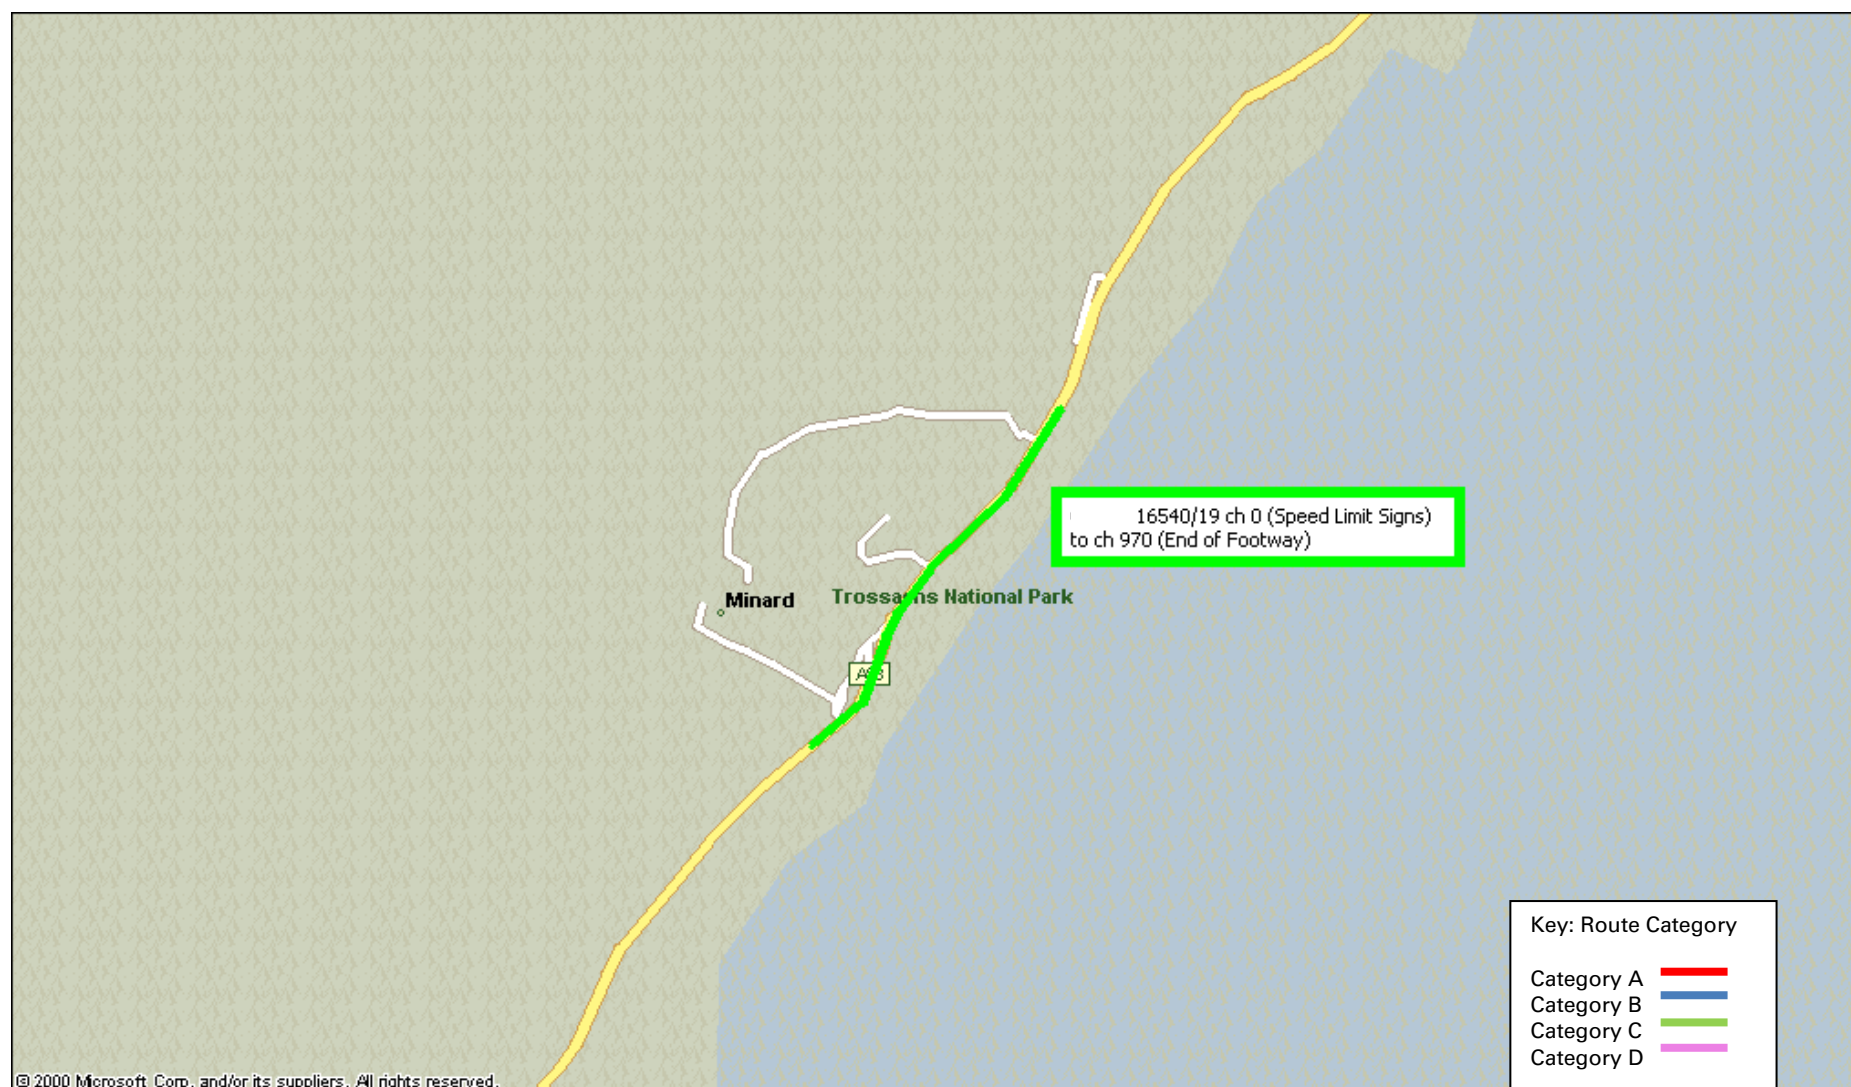 16540/19 ch 0 (Speed Limit Signs)
to ch 970 (End of Footway)
Minard
Trossachs National Park
Key: Route Category
Category A
Category B
Category C
Category D
© 2000 Microsoft Corp. and/or its suppliers. All rights reserved.